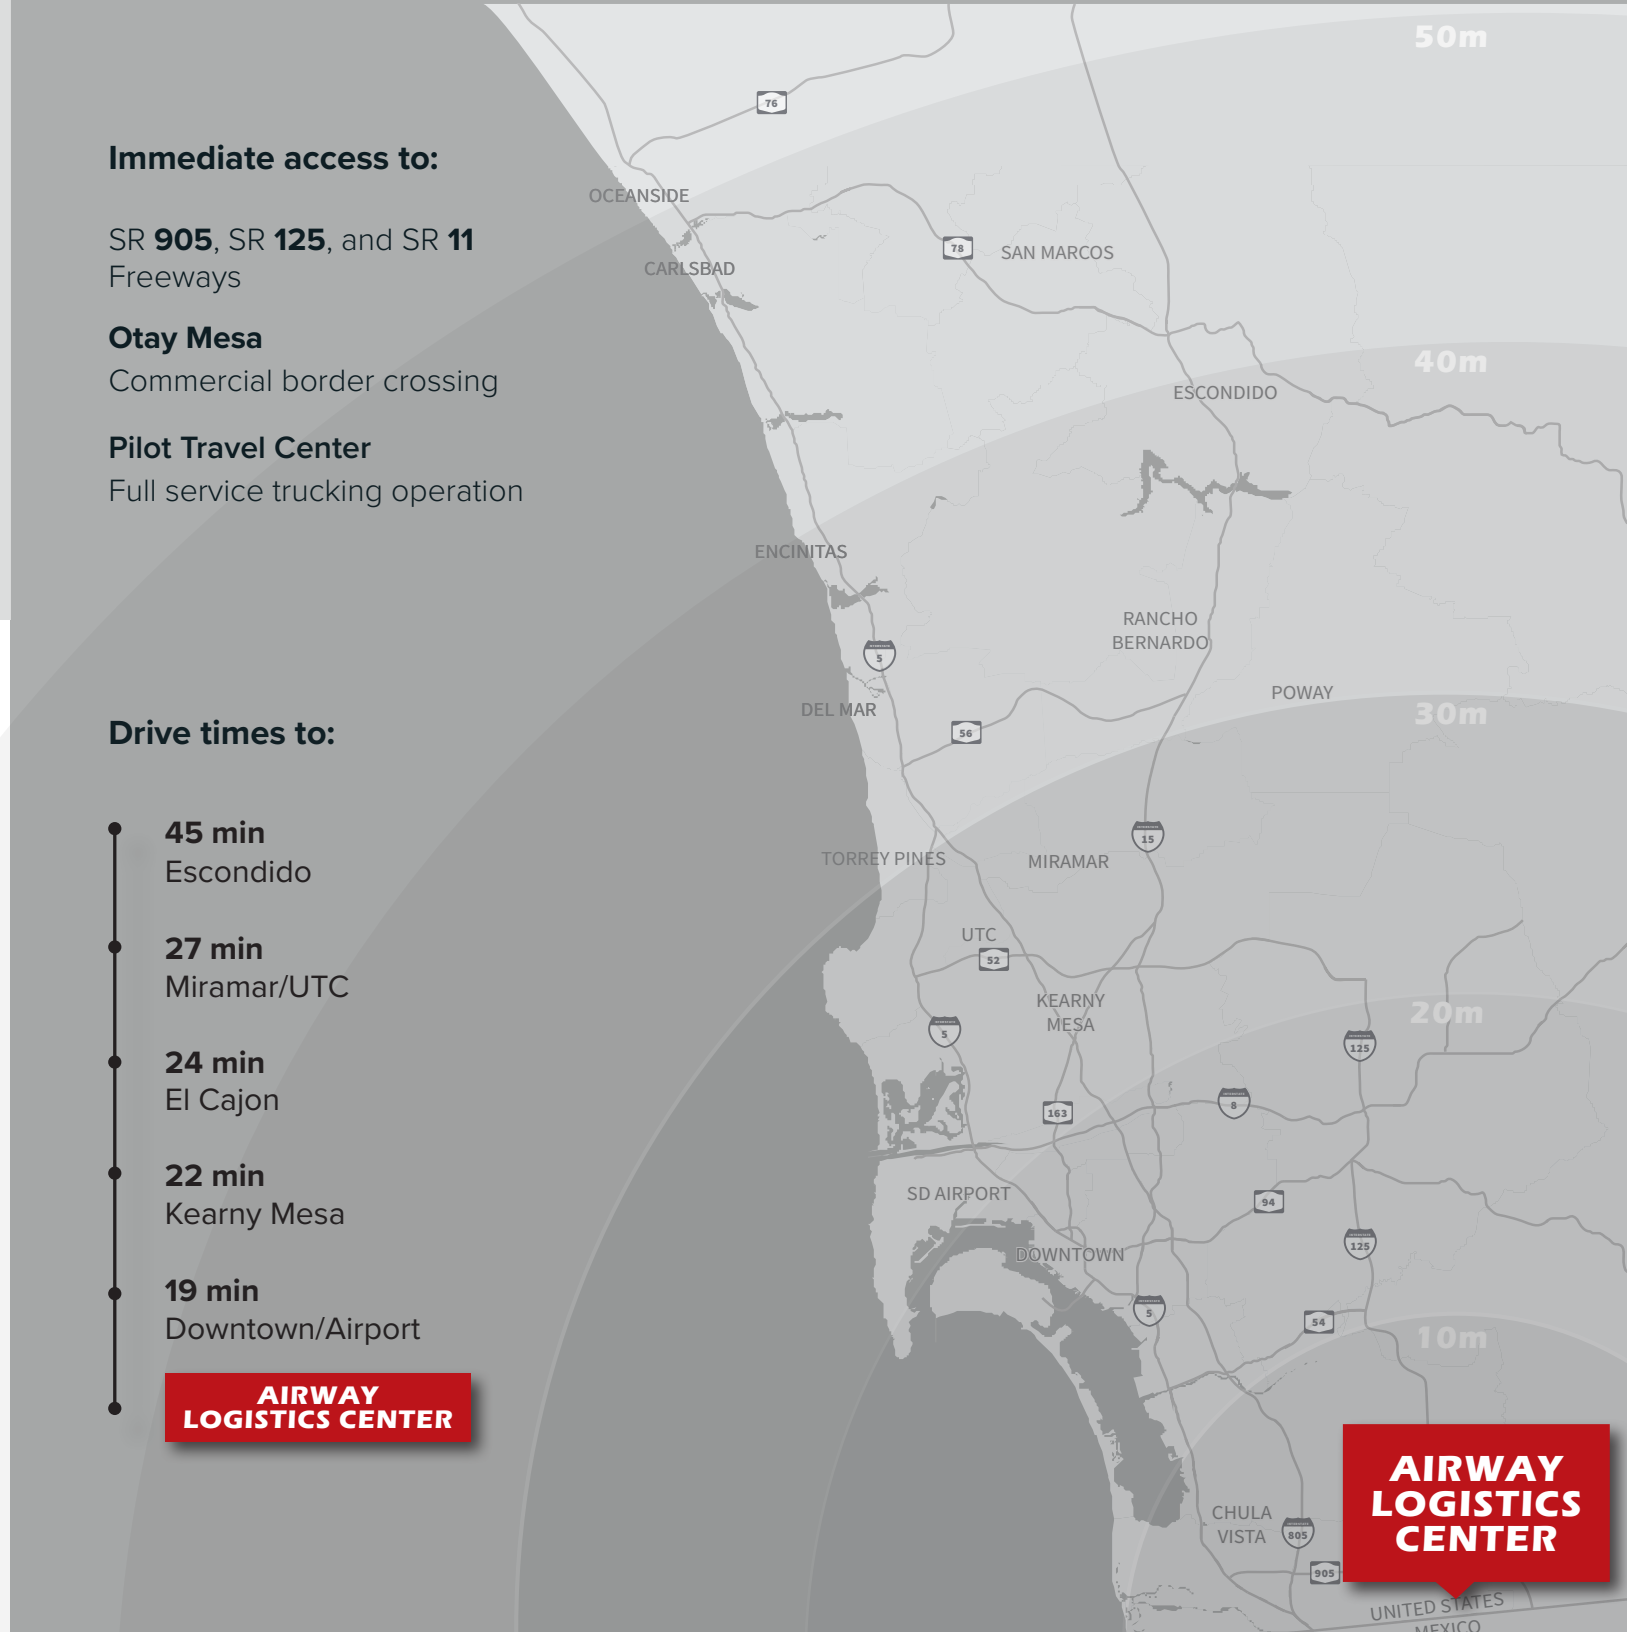 Immediate access to:
SR 905, SR 125, and SR 11
Freeways
Otay Mesa
Commercial border crossing
Pilot Travel Center
Full service trucking operation
Drive times to:
45 min
Escondido
27 min
Miramar/UTC
24 min
El Cajon
22 min
Kearny Mesa
19 min
Downtown/Airport
AIRWAY
LOGISTICS CENTER
50m
76
OCEANSIDE
78
SAN MARCOS
CARLSBAD
40m
ESCONDIDO
ENCINITAS
RANCHO
BERNARDO
5
POWAY
DEL MAR
30m
56
15
TORREY PINES
MIRAMAR
UTC
52
KEARNY
MESA
20m
5
125
8
163
SD AIRPORT
94
DOWNTOWN
125
5
54
10m
AIRWAY
LOGISTICS
CENTER
CHULA
VISTA
805
905
UNITED STATES
MEXICO